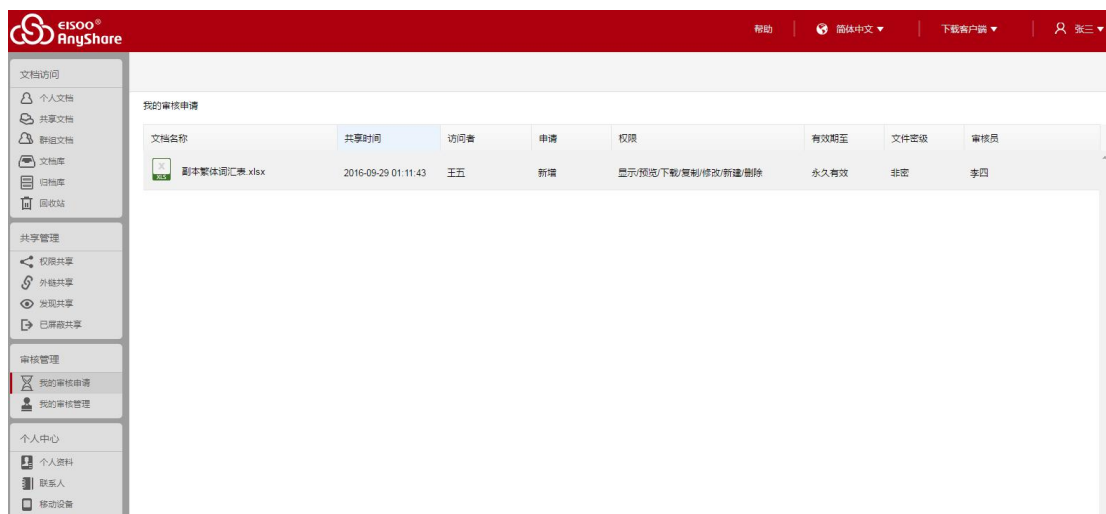 EISOO®
AnyShare
帮助 简体中文 下载客户端 张三
文档访问
个人文档
共享文档
群组文档
文档库
归档库
回收站
共享管理
权限共享
外链共享
发现共享
已屏蔽共享
审核管理
我的审核申请
我的审核管理
个人中心
个人资料
联系人
移动设备
我的审核申请
文档名称 共享时间 访问者 申请 权限 有效期至 文件密级 审核员
X
XLS
副本繁体词汇表.xlsx 2016-09-29 01:11:43 王五 新增 显示/预览/下载/复制/修改/新建/删除 永久有效 非密 李四